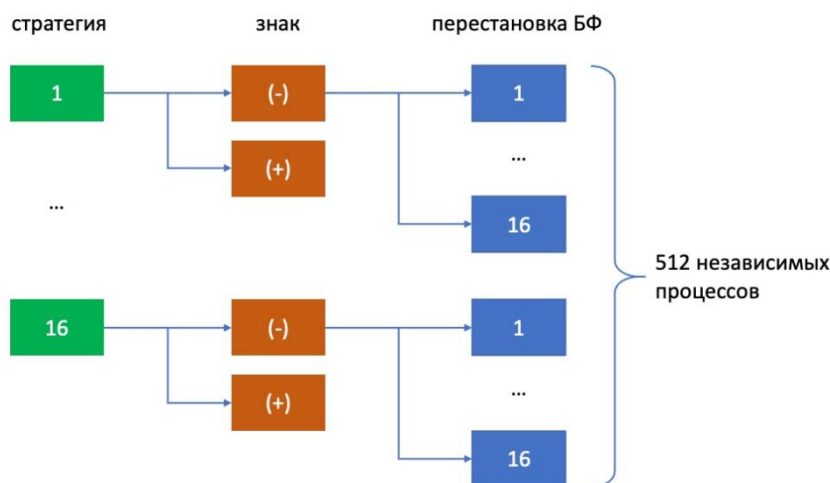 стратегия знак перестановка БФ
1 (-) 1
(+) ...
...
16
512 независимых
процессов
16 (-) 1
(+) ...
16